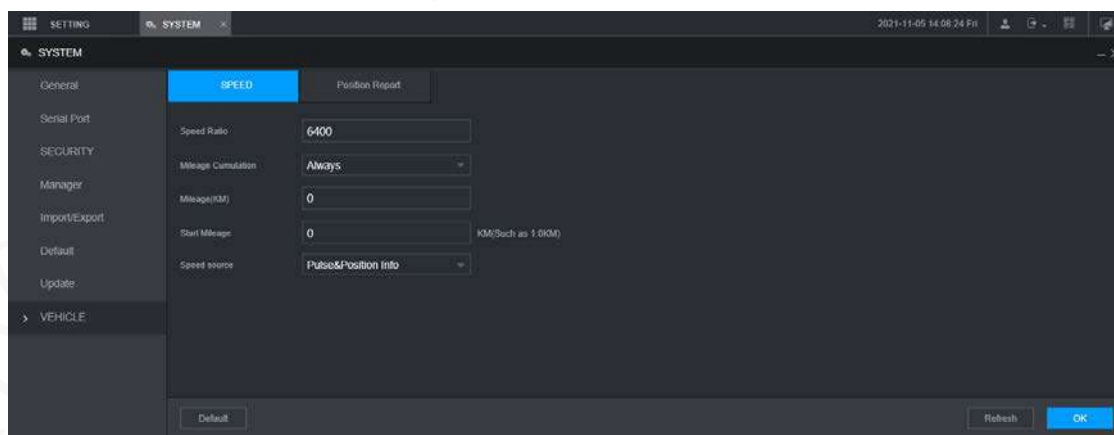 SETTING SYSTEM × 2021-11-05 14:08:24 Fri
SYSTEM
General SPEED Position Report
Serial Port Speed Ratio 6400
SECURITY Mileage Cumulation Always
Manager Mileage(KM) 0
Import/Export Start Mileage 0 KM(Such as 1.0KM)
Default Speed source Pulse&Position Info
Update
> VEHICLE
Default Refresh OK